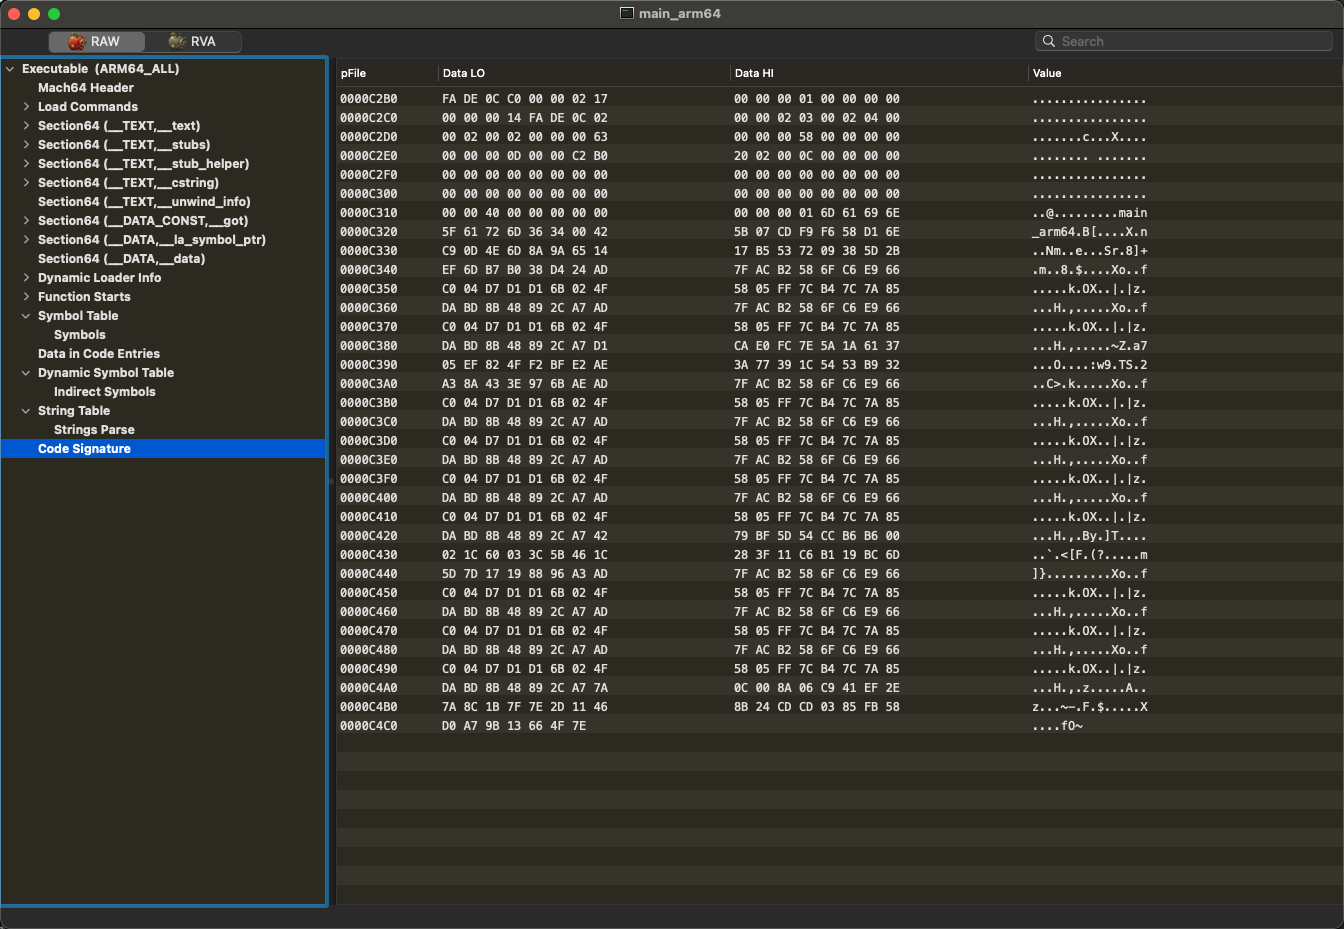 main_arm64
RAW RVA Search
Executable (ARM64_ALL)
Mach64 Header
Load Commands
Section64 (__TEXT,__text)
Section64 (__TEXT,__stubs)
Section64 (__TEXT,__stub_helper)
Section64 (__TEXT,__cstring)
Section64 (__TEXT,__unwind_info)
Section64 (__DATA_CONST,__got)
Section64 (__DATA,__la_symbol_ptr)
Section64 (__DATA,__data)
Dynamic Loader Info
Function Starts
Symbol Table
Symbols
Data in Code Entries
Dynamic Symbol Table
Indirect Symbols
String Table
Strings Parse
Code Signature
pFile Data LO Data HI Value
0000C2B0 FA DE 0C C0 00 00 02 17 00 00 00 01 00 00 00 00 ................
0000C2C0 00 00 00 14 FA DE 0C 02 00 00 02 03 00 02 04 00 ................
0000C2D0 00 02 00 02 00 00 00 63 00 00 00 58 00 00 00 00 .......c...X....
0000C2E0 00 00 00 0D 00 00 C2 B0 20 02 00 0C 00 00 00 00 ........ .......
0000C2F0 00 00 00 00 00 00 00 00 00 00 00 00 00 00 00 00 ................
0000C300 00 00 00 00 00 00 00 00 00 00 00 00 00 00 00 00 ................
0000C310 00 00 40 00 00 00 00 00 00 00 00 01 6D 61 69 6E ..@.........main
0000C320 5F 61 72 6D 36 34 00 42 5B 07 CD F9 F6 58 D1 6E _arm64.B[....X.n
0000C330 C9 0D 4E 6D 8A 9A 65 14 17 B5 53 72 09 38 5D 2B ..Nm..e...Sr.8]+
0000C340 EF 6D B7 B0 38 D4 24 AD 7F AC B2 58 6F C6 E9 66 .m..8.$....Xo..f
0000C350 C0 04 D7 D1 D1 6B 02 4F 58 05 FF 7C B4 7C 7A 85 .....k.OX..|.|z.
0000C360 DA BD 8B 48 89 2C A7 AD 7F AC B2 58 6F C6 E9 66 ...H.,.....Xo..f
0000C370 C0 04 D7 D1 D1 6B 02 4F 58 05 FF 7C B4 7C 7A 85 .....k.OX..|.|z.
0000C380 DA BD 8B 48 89 2C A7 D1 CA E0 FC 7E 5A 1A 61 37 ...H.,.....~Z.a7
0000C390 05 EF 82 4F F2 BF E2 AE 3A 77 39 1C 54 53 B9 32 ...O....:w9.TS.2
0000C3A0 A3 8A 43 3E 97 6B AE AD 7F AC B2 58 6F C6 E9 66 ..C>.k.....Xo..f
0000C3B0 C0 04 D7 D1 D1 6B 02 4F 58 05 FF 7C B4 7C 7A 85 .....k.OX..|.|z.
0000C3C0 DA BD 8B 48 89 2C A7 AD 7F AC B2 58 6F C6 E9 66 ...H.,.....Xo..f
0000C3D0 C0 04 D7 D1 D1 6B 02 4F 58 05 FF 7C B4 7C 7A 85 .....k.OX..|.|z.
0000C3E0 DA BD 8B 48 89 2C A7 AD 7F AC B2 58 6F C6 E9 66 ...H.,.....Xo..f
0000C3F0 C0 04 D7 D1 D1 6B 02 4F 58 05 FF 7C B4 7C 7A 85 .....k.OX..|.|z.
0000C400 DA BD 8B 48 89 2C A7 AD 7F AC B2 58 6F C6 E9 66 ...H.,.....Xo..f
0000C410 C0 04 D7 D1 D1 6B 02 4F 58 05 FF 7C B4 7C 7A 85 .....k.OX..|.|z.
0000C420 DA BD 8B 48 89 2C A7 42 79 BF 5D 54 CC B6 B6 00 ...H.,.By.]T....
0000C430 02 1C 60 03 3C 5B 46 1C 28 3F 11 C6 B1 19 BC 6D ..`.<[F.(?.....m
0000C440 5D 7D 17 19 88 96 A3 AD 7F AC B2 58 6F C6 E9 66 ]}.........Xo..f
0000C450 C0 04 D7 D1 D1 6B 02 4F 58 05 FF 7C B4 7C 7A 85 .....k.OX..|.|z.
0000C460 DA BD 8B 48 89 2C A7 AD 7F AC B2 58 6F C6 E9 66 ...H.,.....Xo..f
0000C470 C0 04 D7 D1 D1 6B 02 4F 58 05 FF 7C B4 7C 7A 85 .....k.OX..|.|z.
0000C480 DA BD 8B 48 89 2C A7 AD 7F AC B2 58 6F C6 E9 66 ...H.,.....Xo..f
0000C490 C0 04 D7 D1 D1 6B 02 4F 58 05 FF 7C B4 7C 7A 85 .....k.OX..|.|z.
0000C4A0 DA BD 8B 48 89 2C A7 7A 0C 00 8A 06 C9 41 EF 2E ...H.,.z.....A..
0000C4B0 7A 8C 1B 7F 7E 2D 11 46 8B 24 CD CD 03 85 FB 58 z...~-.F.$.....X
0000C4C0 D0 A7 9B 13 66 4F 7E ....fO~